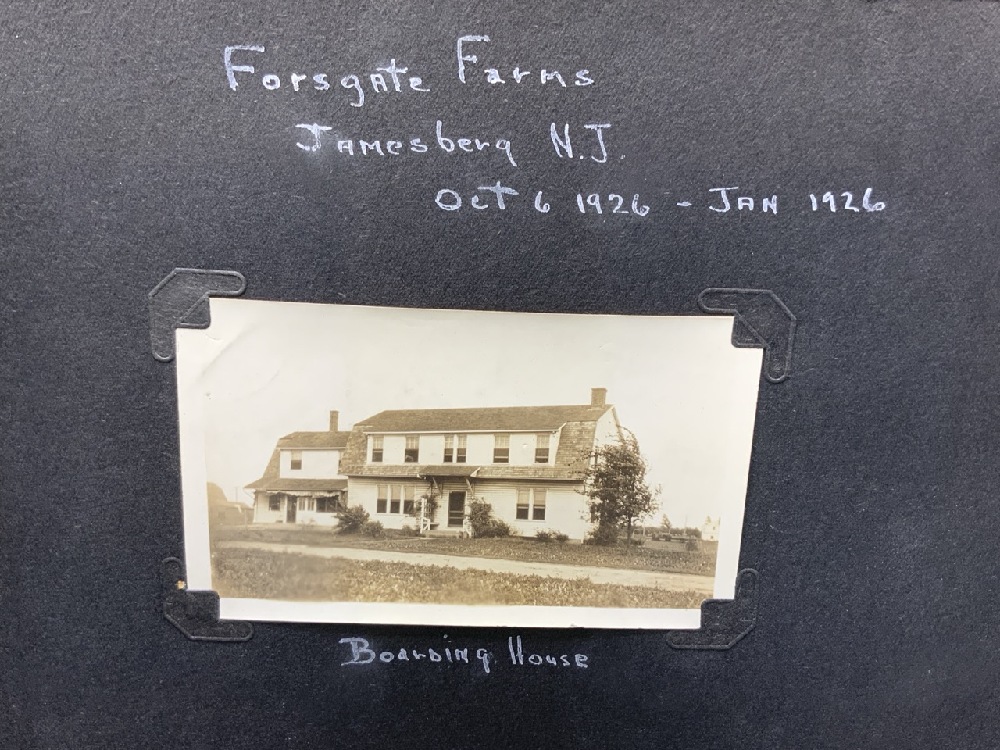 Forsgate Farms
Jamesberg N.J.
Oct 6 1926 - Jan 1926
Boarding House